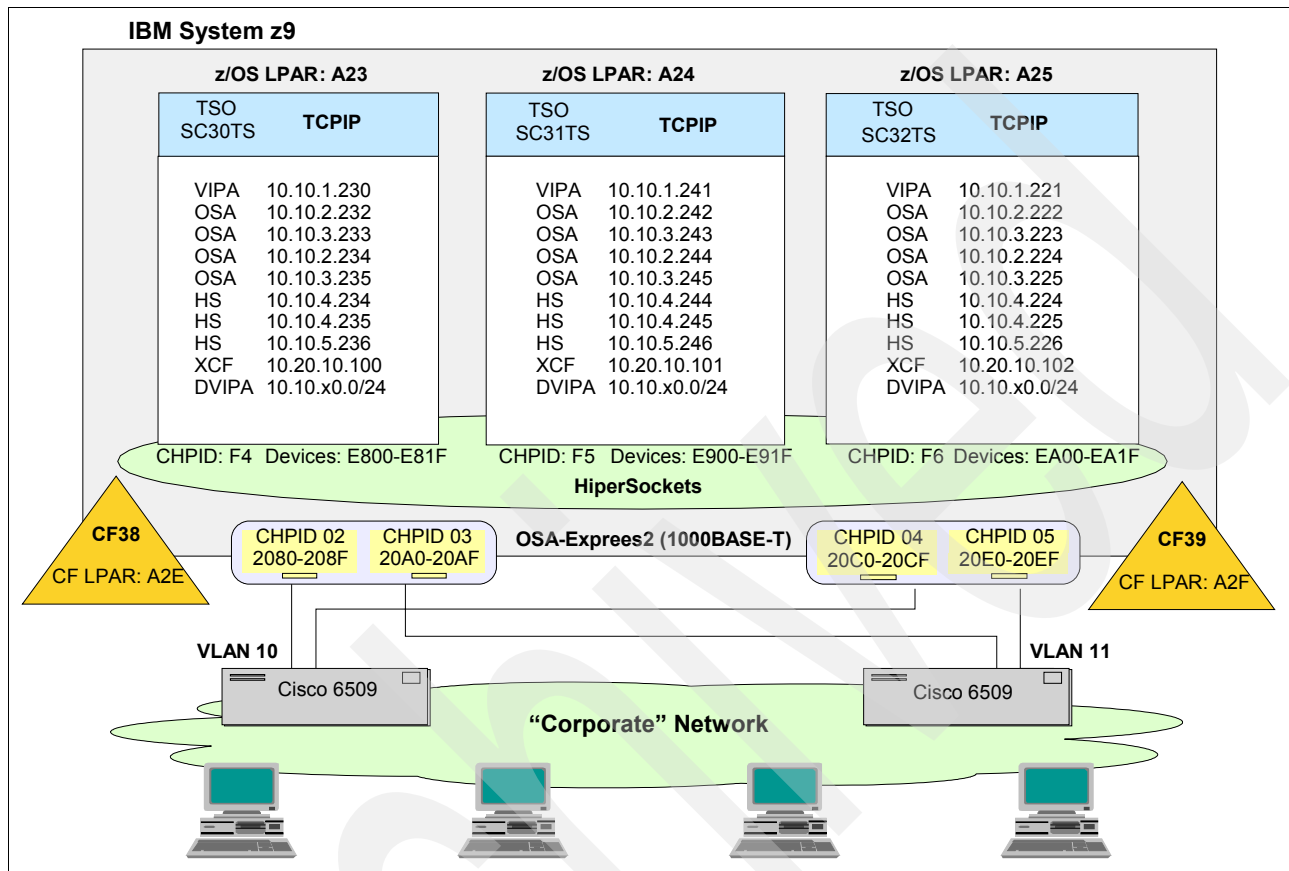 IBM System z9
z/OS LPAR: A23
TSO
SC30TS
TCPIP
VIPA 10.10.1.230
OSA 10.10.2.232
OSA 10.10.3.233
OSA 10.10.2.234
OSA 10.10.3.235
HS 10.10.4.234
HS 10.10.4.235
HS 10.10.5.236
XCF 10.20.10.100
DVIPA 10.10.x0.0/24
z/OS LPAR: A24
TSO
SC31TS
TCPIP
VIPA 10.10.1.241
OSA 10.10.2.242
OSA 10.10.3.243
OSA 10.10.2.244
OSA 10.10.3.245
HS 10.10.4.244
HS 10.10.4.245
HS 10.10.5.246
XCF 10.20.10.101
DVIPA 10.10.x0.0/24
z/OS LPAR: A25
TSO
SC32TS
TCPIP
VIPA 10.10.1.221
OSA 10.10.2.222
OSA 10.10.3.223
OSA 10.10.2.224
OSA 10.10.3.225
HS 10.10.4.224
HS 10.10.4.225
HS 10.10.5.226
XCF 10.20.10.102
DVIPA 10.10.x0.0/24
CHPID: F4 Devices: E800-E81F
CHPID: F5 Devices: E900-E91F
CHPID: F6 Devices: EA00-EA1F
HiperSockets
CF38
CF LPAR: A2E
CHPID 02
2080-208F
CHPID 03
20A0-20AF
OSA-Exprees2 (1000BASE-T)
CHPID 04
20C0-20CF
CHPID 05
20E0-20EF
CF39
CF LPAR: A2F
VLAN 10
VLAN 11
Cisco 6509
Cisco 6509
“Corporate” Network